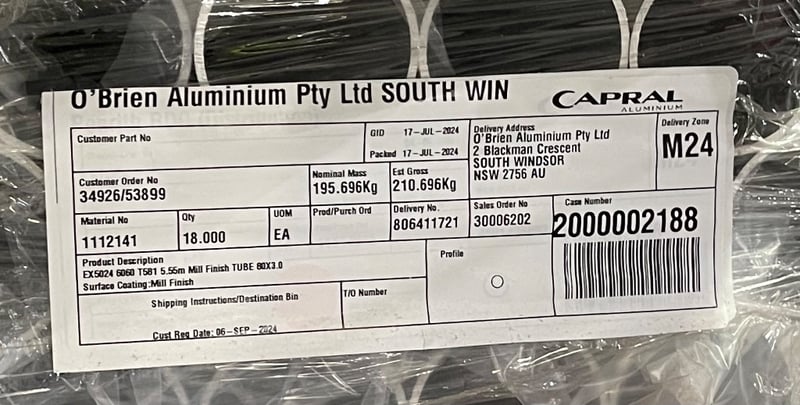 O'Brien Aluminium Pty Ltd SOUTH WIN
CAPRAL
ALUMINIUM
Customer Part No
GID 17-JUL-2024
Packed 17-JUL-2024
Delivery Address
O'Brien Aluminium Pty Ltd
2 Blackman Crescent
SOUTH WINDSOR
NSW 2756 AU
Delivery Zone
M24
Customer Order No
34926/53899
Nominal Mass
195.696Kg
Est Gross
210.696Kg
Material No
1112141
Qty
18.000
UOM
EA
Prod/Purch Ord
Delivery No.
806411721
Sales Order No
30006202
Case Number
2000002188
Product Description
EX5024 6060 T581 5.55m Mill Finish TUBE 80X3.0
Surface Coating:Mill Finish
Profile
Shipping Instructions/Destination Bin
T/O Number
Cust Req Date: 06-SEP-2024